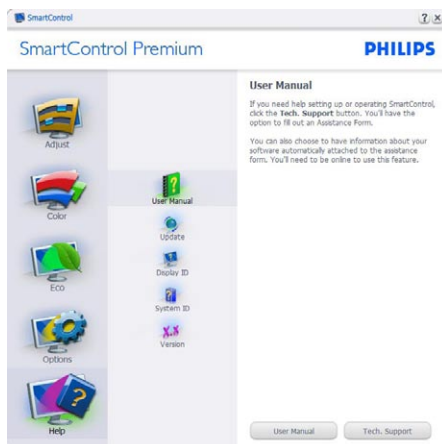 SmartControl
SmartControl Premium
PHILIPS
Adjust
Color
Eco
Options
Help
User Manual
Update
Display ID
System ID
X.X
Version
User Manual
If you need help setting up or operating SmartControl,
click the Tech. Support button. You'll have the
option to fill out an Assistance Form.
You can also choose to have information about your
software automatically attached to the assistance
form. You'll need to be online to use this feature.
User Manual
Tech. Support